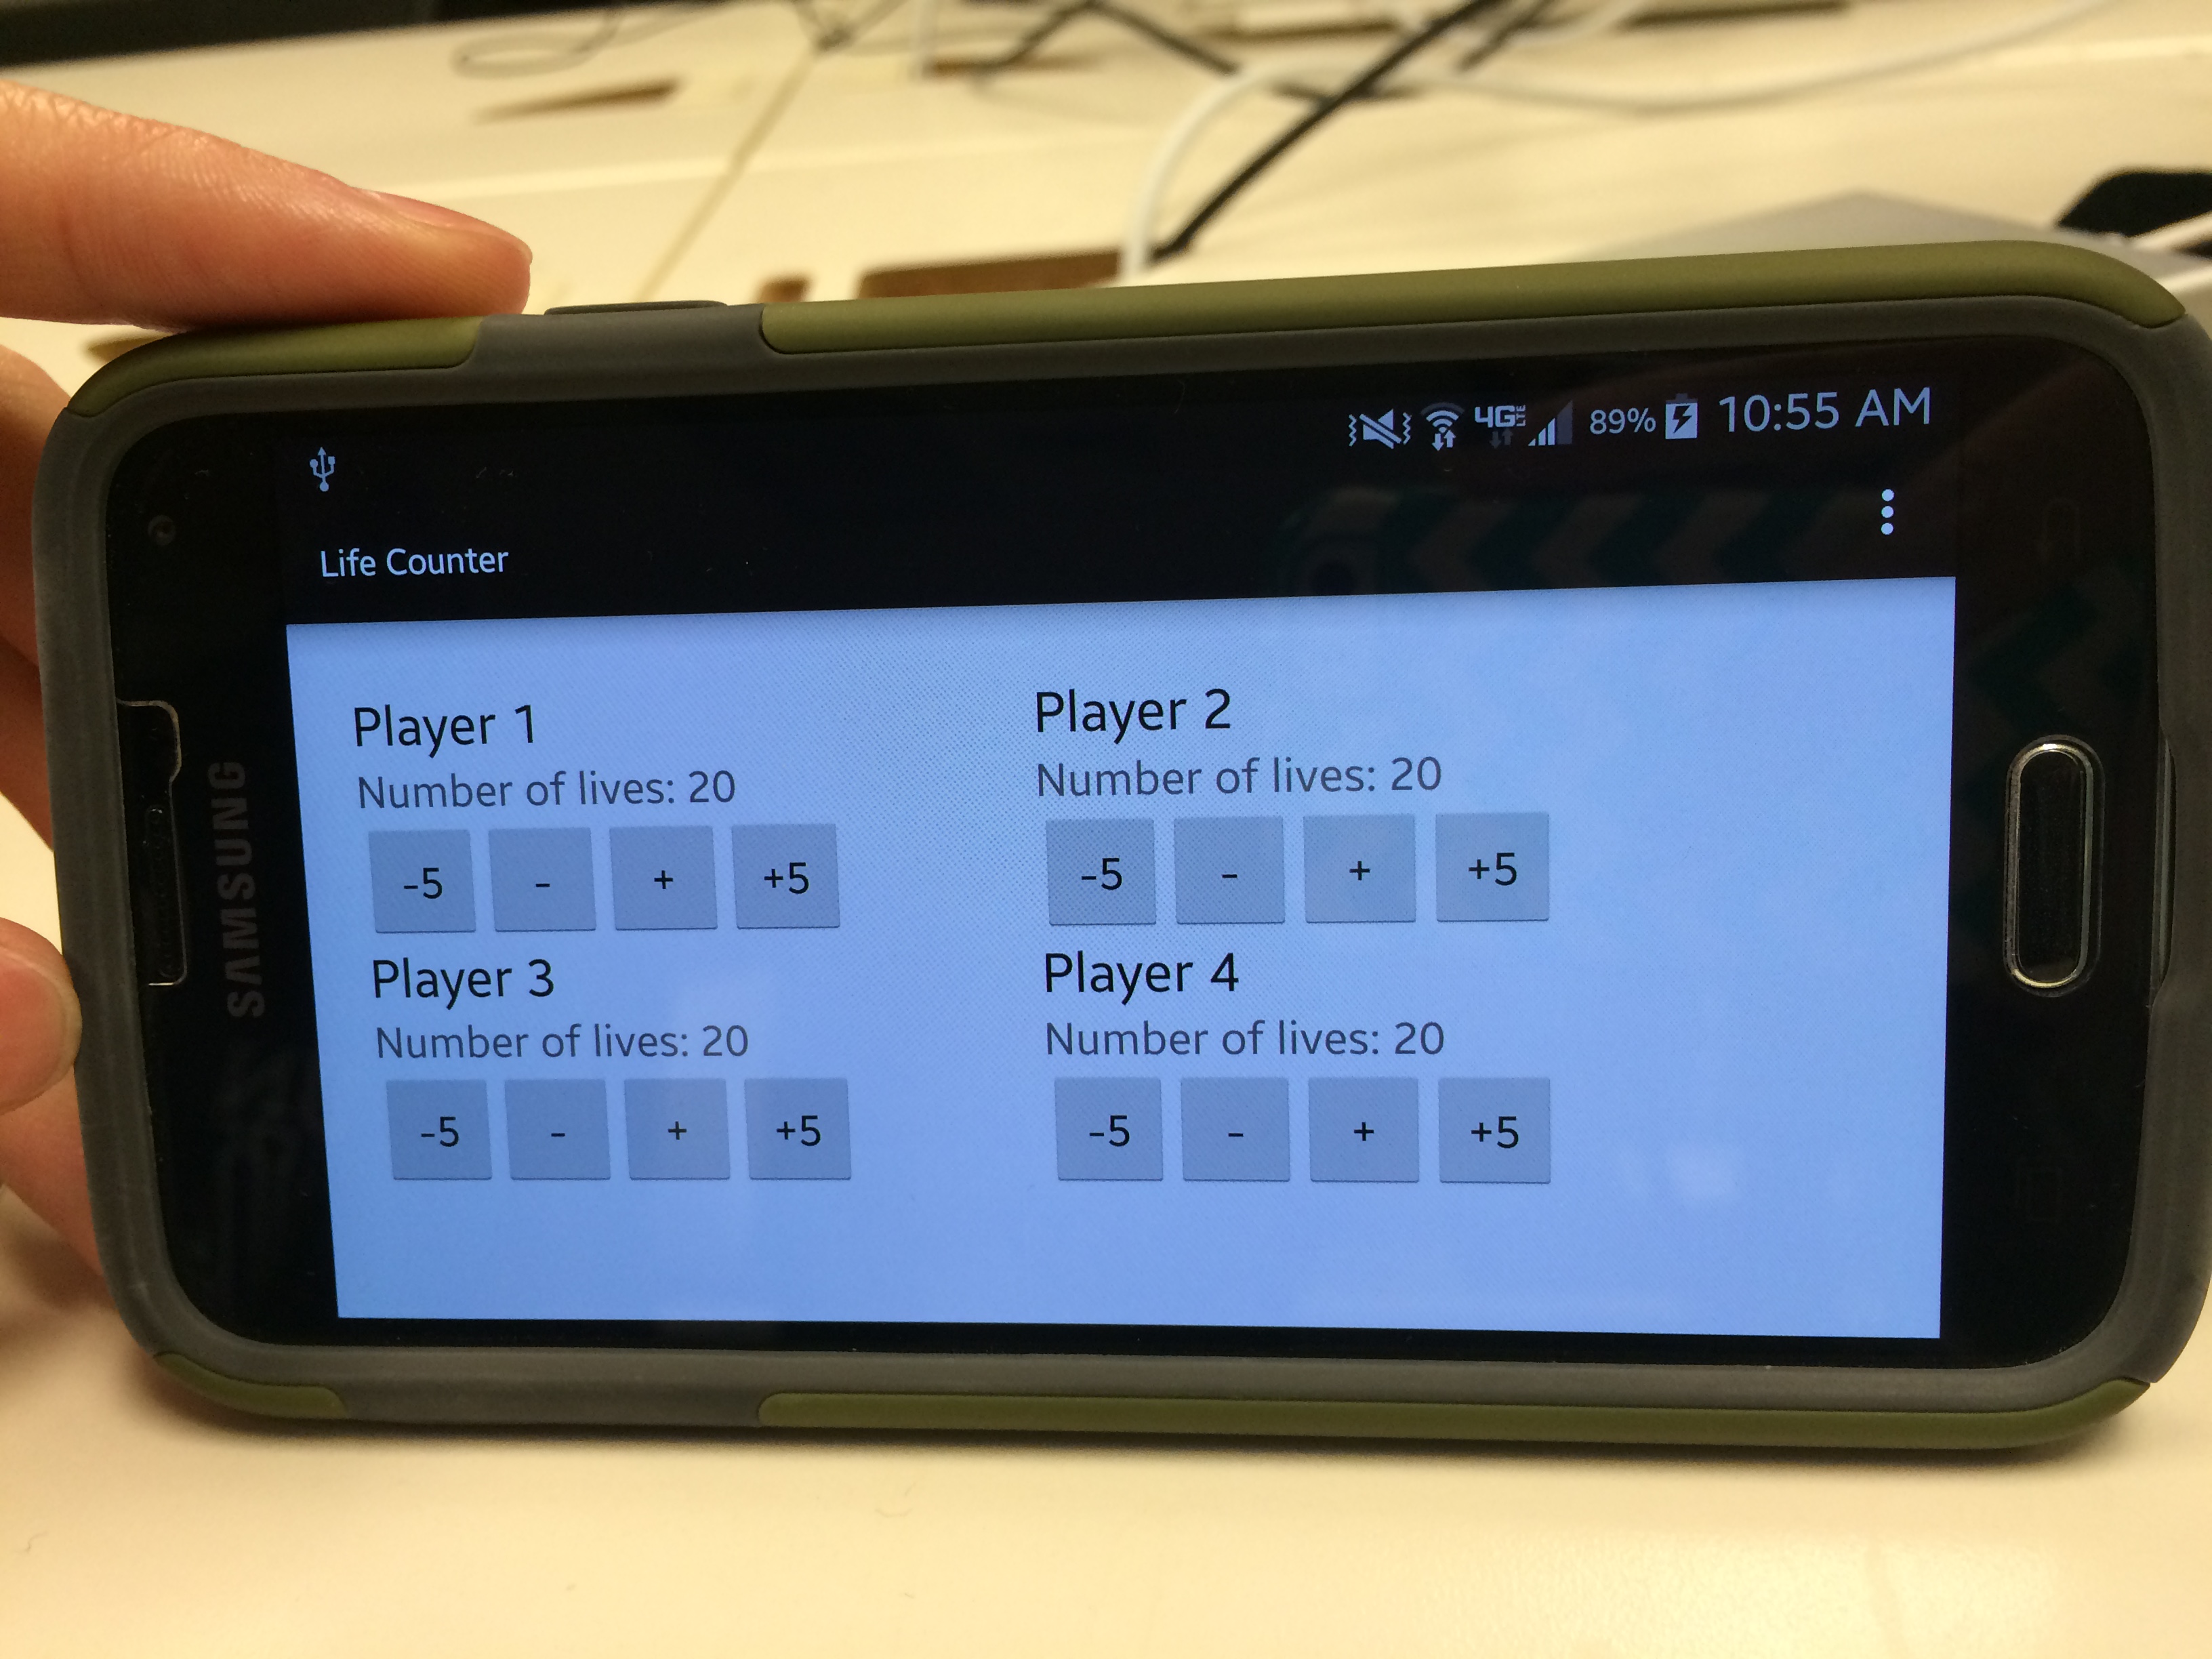 4G LTE 89% 10:55 AM
Life Counter
Player 1
Number of lives: 20
-5 - + +5
Player 2
Number of lives: 20
-5 - + +5
Player 3
Number of lives: 20
-5 - + +5
Player 4
Number of lives: 20
-5 - + +5
SAMSUNG